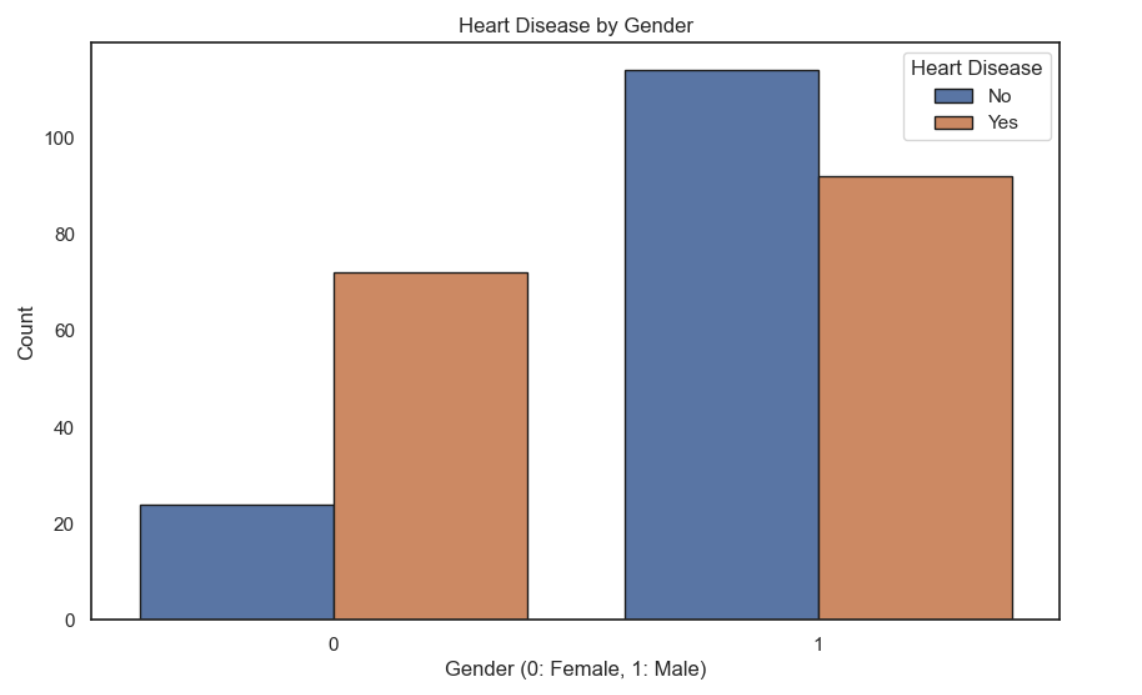 Heart Disease by Gender
Heart Disease
No
Yes
100
80
60
40
20
0
Count
0 1
Gender (0: Female, 1: Male)